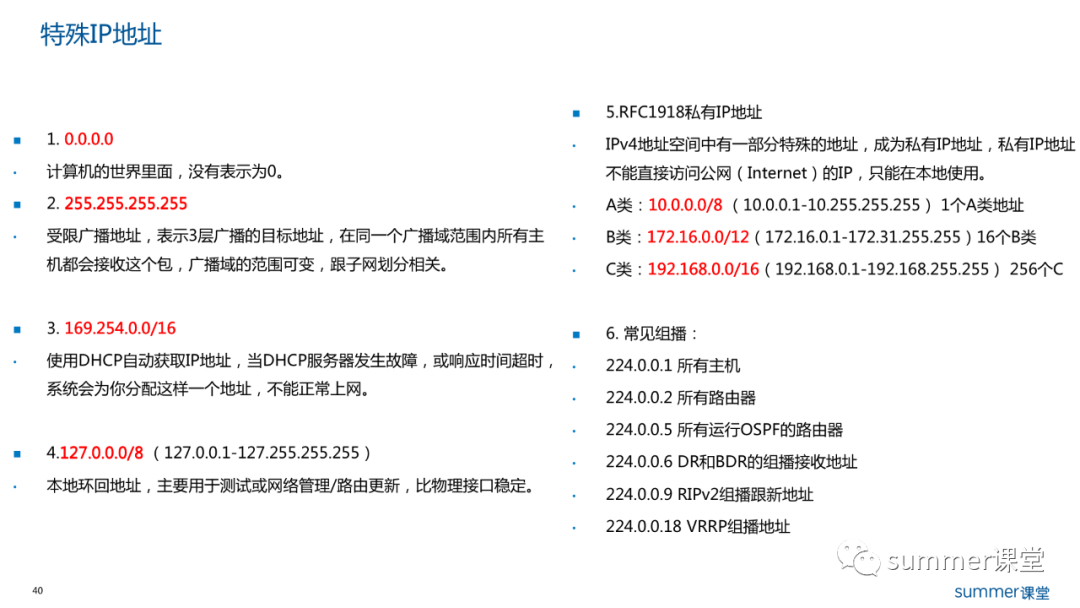 特殊IP地址
1. 0.0.0.0
计算机的世界里面，没有表示为0。
2. 255.255.255.255
受限广播地址，表示3层广播的目标地址，在同一个广播域范围内所有主
机都会接收这个包，广播域的范围可变，跟子网划分相关。
3. 169.254.0.0/16
使用DHCP自动获取IP地址，当DHCP服务器发生故障，或响应时间超时，
系统会为你分配这样一个地址，不能正常上网。
4.127.0.0.0/8（127.0.0.1-127.255.255.255）
本地环回地址，主要用于测试或网络管理/路由更新，比物理接口稳定。
5.RFC1918私有IP地址
IPv4地址空间中有一部分特殊的地址，成为私有IP地址，私有IP地址
不能直接访问公网（Internet）的IP，只能在本地使用。
A类：10.0.0.0/8 （10.0.0.1-10.255.255.255） 1个A类地址
B类：172.16.0.0/12（172.16.0.1-172.31.255.255）16个B类
C类：192.168.0.0/16（192.168.0.1-192.168.255.255） 256个C
6. 常见组播：
224.0.0.1 所有主机
224.0.0.2 所有路由器
224.0.0.5 所有运行OSPF的路由器
224.0.0.6 DR和BDR的组播接收地址
224.0.0.9 RIPv2组播跟新地址
224.0.0.18 VRRP组播地址
summer课堂
40
summer课堂